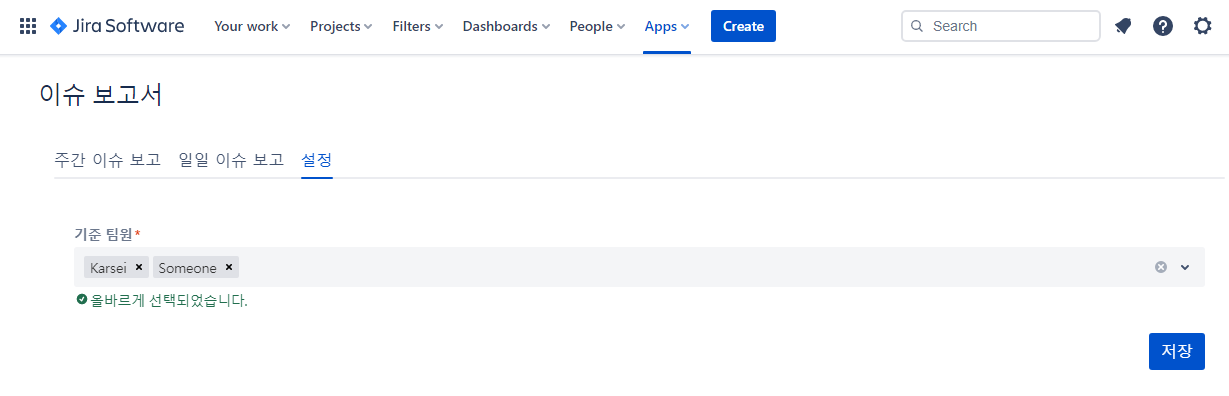 Jira Software Your work Projects Filters Dashboards People Apps Create Search
이슈 보고서
주간 이슈 보고 일일 이슈 보고 설정
기준 팀원*
Karsei × Someone ×
올바르게 선택되었습니다.
저장